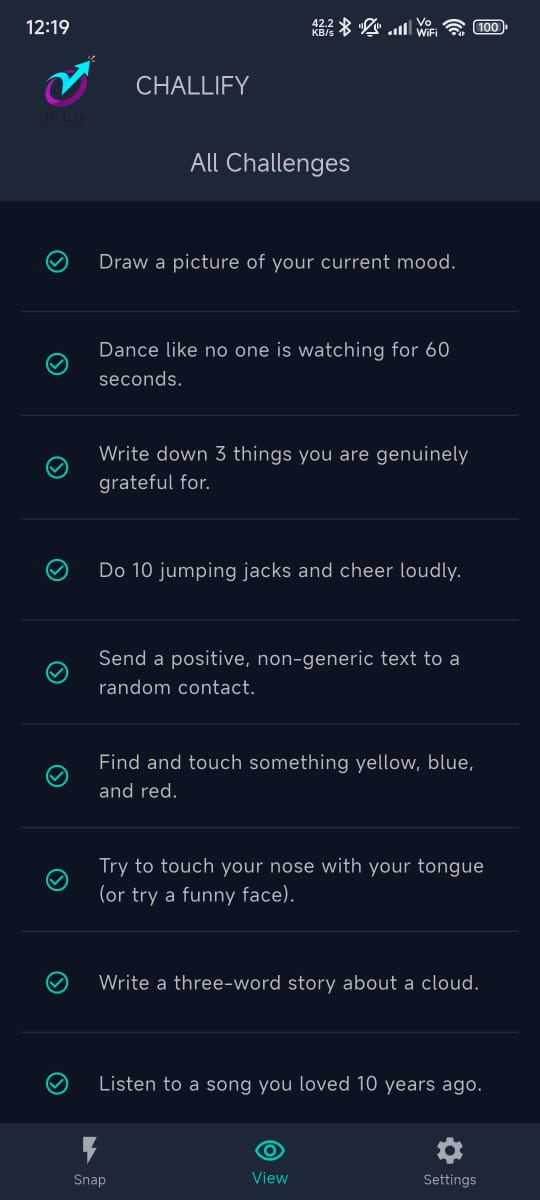 12:19
42.2
KB/s
Vo
WiFi
100
CHALLIFY
All Challenges
Draw a picture of your current mood.
Dance like no one is watching for 60
seconds.
Write down 3 things you are genuinely
grateful for.
Do 10 jumping jacks and cheer loudly.
Send a positive, non-generic text to a
random contact.
Find and touch something yellow, blue,
and red.
Try to touch your nose with your tongue
(or try a funny face).
Write a three-word story about a cloud.
Listen to a song you loved 10 years ago.
Snap
View
Settings